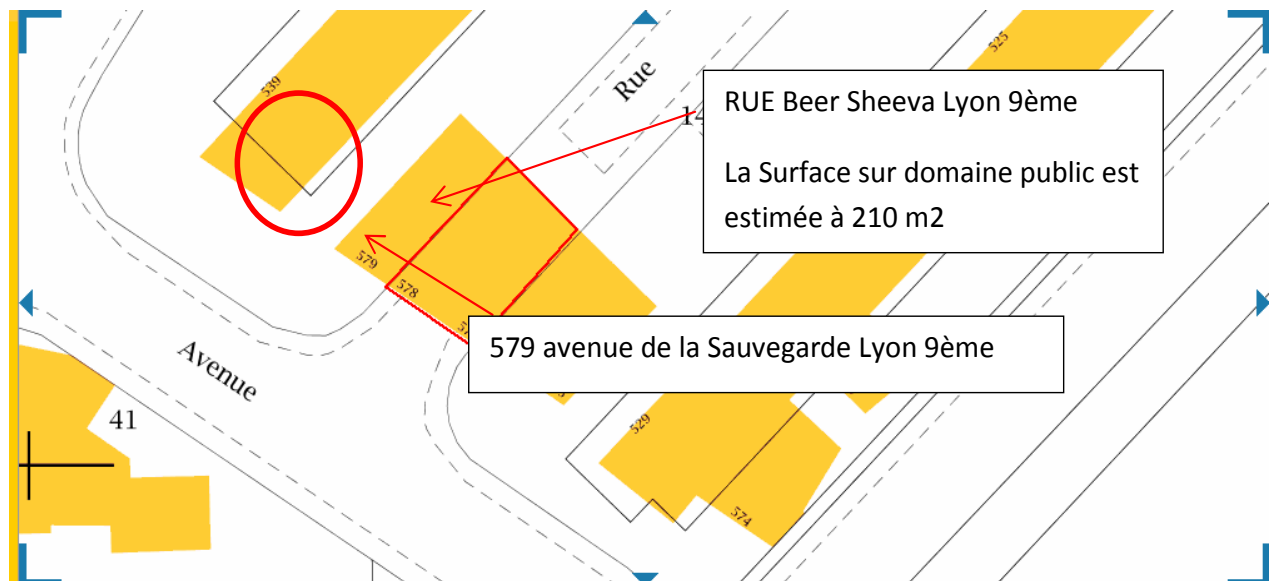 525
539
Rue
14
RUE Beer Sheeva Lyon 9ème
La Surface sur domaine public est
estimée à 210 m2
579
578
579 avenue de la Sauvegarde Lyon 9ème
Avenue
41
529
574